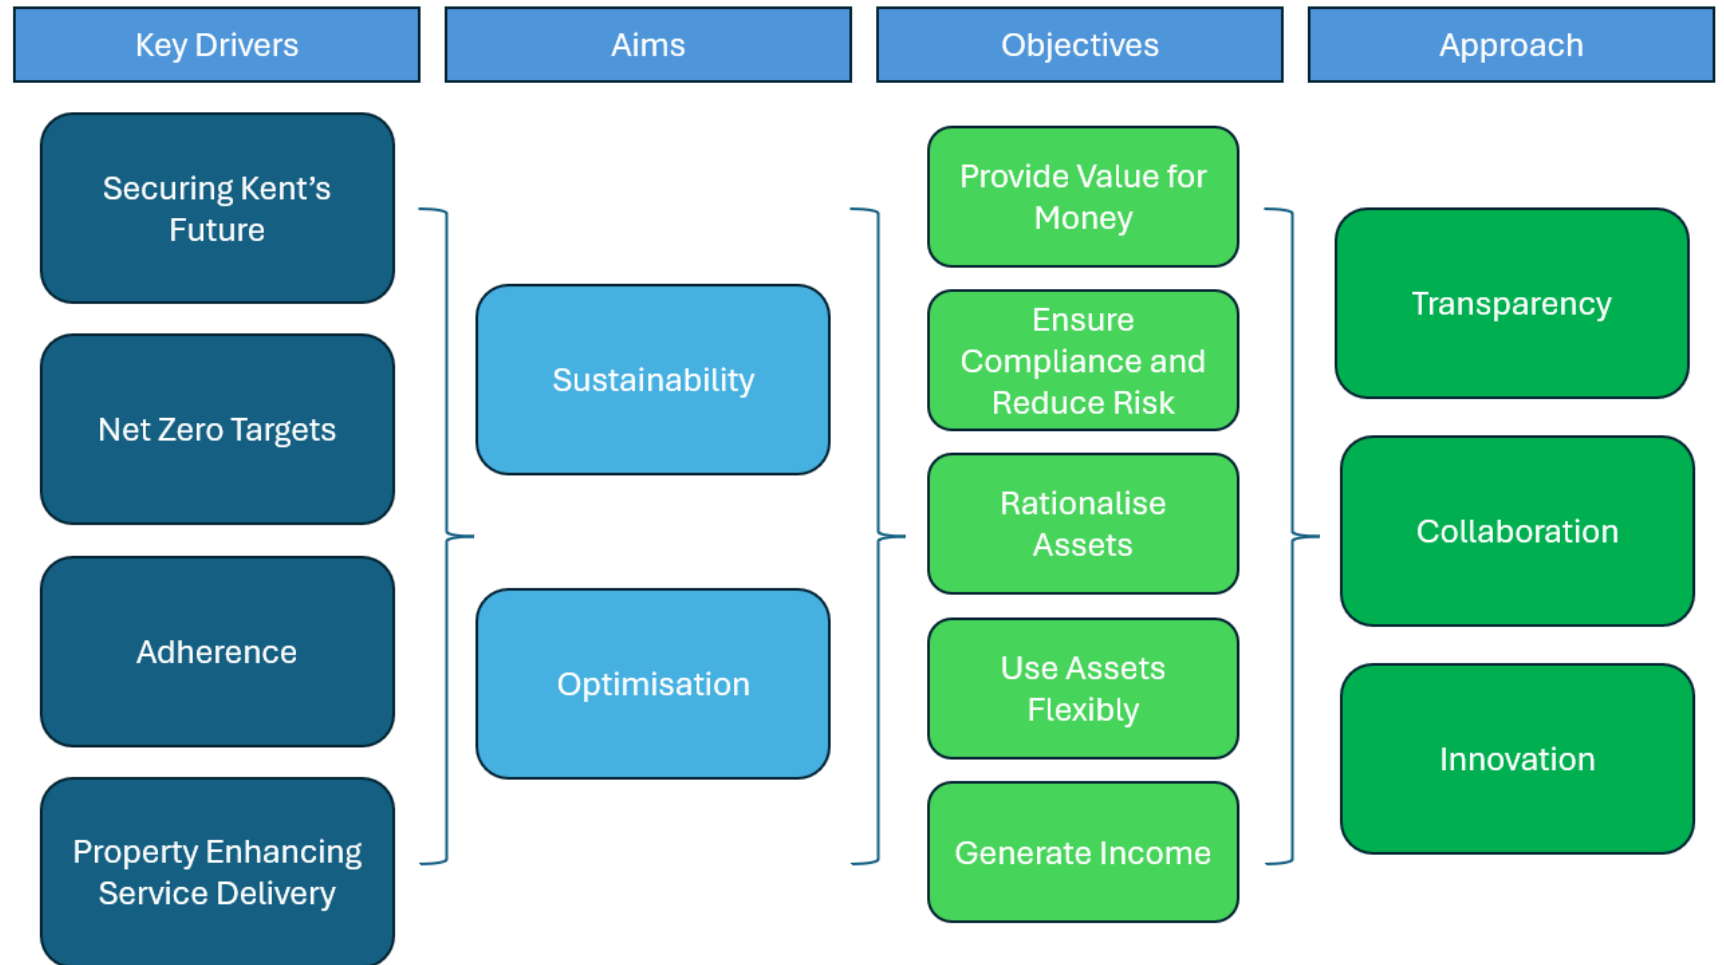 Key Drivers
Aims
Objectives
Approach
Securing Kent's
Future
Net Zero Targets
Adherence
Property Enhancing
Service Delivery
Sustainability
Optimisation
Provide Value for
Money
Ensure
Compliance and
Reduce Risk
Rationalise
Assets
Use Assets
Flexibly
Generate Income
Transparency
Collaboration
Innovation